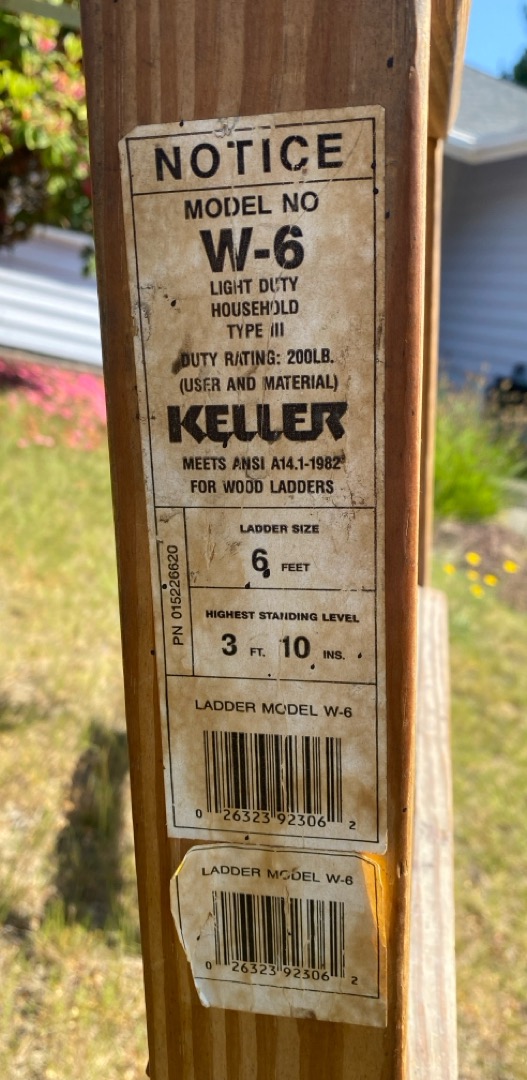 NOTICE
MODEL NO
W-6
LIGHT DUTY
HOUSEHOLD
TYPE III
DUTY RATING: 200LB.
(USER AND MATERIAL)
KELLER
MEETS ANSI A14.1-1982
FOR WOOD LADDERS
PN 015226620
LADDER SIZE
6 FEET
HIGHEST STANDING LEVEL
3 FT. 10 INS.
LADDER MODEL W-6
0 26323 92306 2
LADDER MODEL W-6
0 26323 92306 2